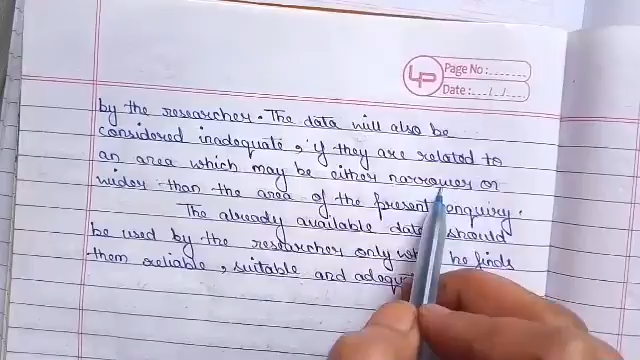 LP
Page No:
Date: / /
by the researcher. The data will also be
considered inadequate, if they are related to
an area which may be either narrower or
wider than the area of the present enquiry.
The already available data should
be used by the researcher only he finds
them reliable, suitable and